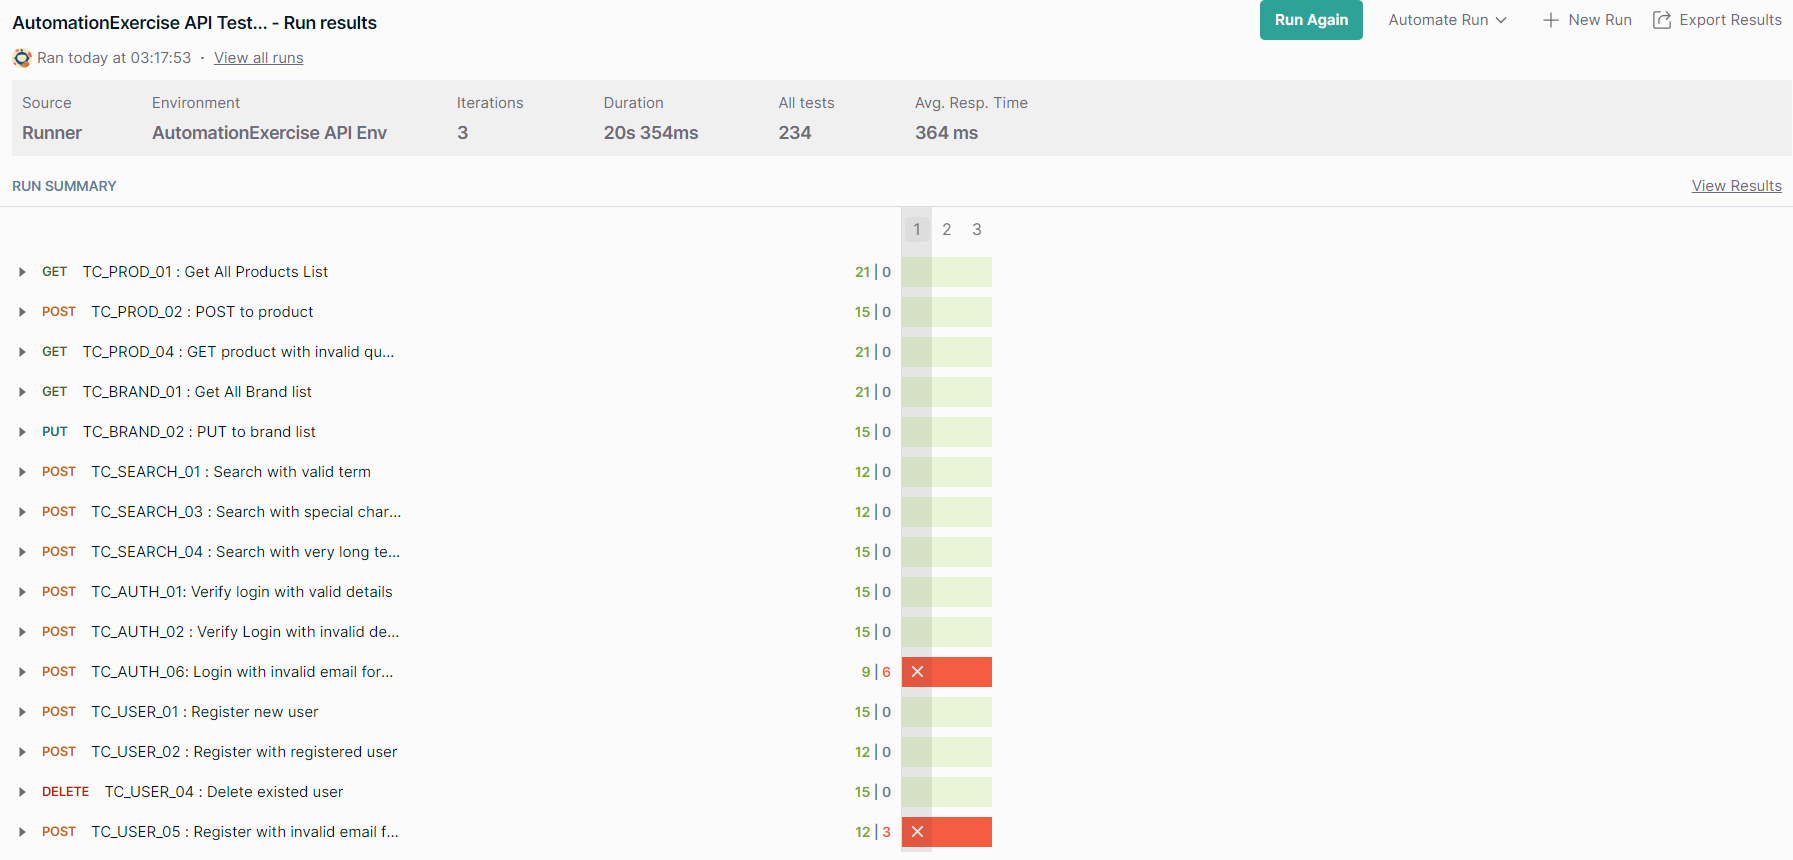 AutomationExercise API Test... - Run results
Run Again
Automate Run
New Run
Export Results
Ran today at 03:17:53 · View all runs
Source Environment Iterations Duration All tests Avg. Resp. Time
Runner AutomationExercise API Env 3 20s 354ms 234 364 ms
RUN SUMMARY View Results
1 2 3
GET TC_PROD_01 : Get All Products List 21 | 0
POST TC_PROD_02 : POST to product 15 | 0
GET TC_PROD_04 : GET product with invalid qu... 21 | 0
GET TC_BRAND_01 : Get All Brand list 21 | 0
PUT TC_BRAND_02 : PUT to brand list 15 | 0
POST TC_SEARCH_01 : Search with valid term 12 | 0
POST TC_SEARCH_03 : Search with special char... 12 | 0
POST TC_SEARCH_04 : Search with very long te... 15 | 0
POST TC_AUTH_01: Verify login with valid details 15 | 0
POST TC_AUTH_02 : Verify Login with invalid de... 15 | 0
POST TC_AUTH_06: Login with invalid email for... 9 | 6
POST TC_USER_01 : Register new user 15 | 0
POST TC_USER_02 : Register with registered user 12 | 0
DELETE TC_USER_04 : Delete existed user 15 | 0
POST TC_USER_05 : Register with invalid email f... 12 | 3